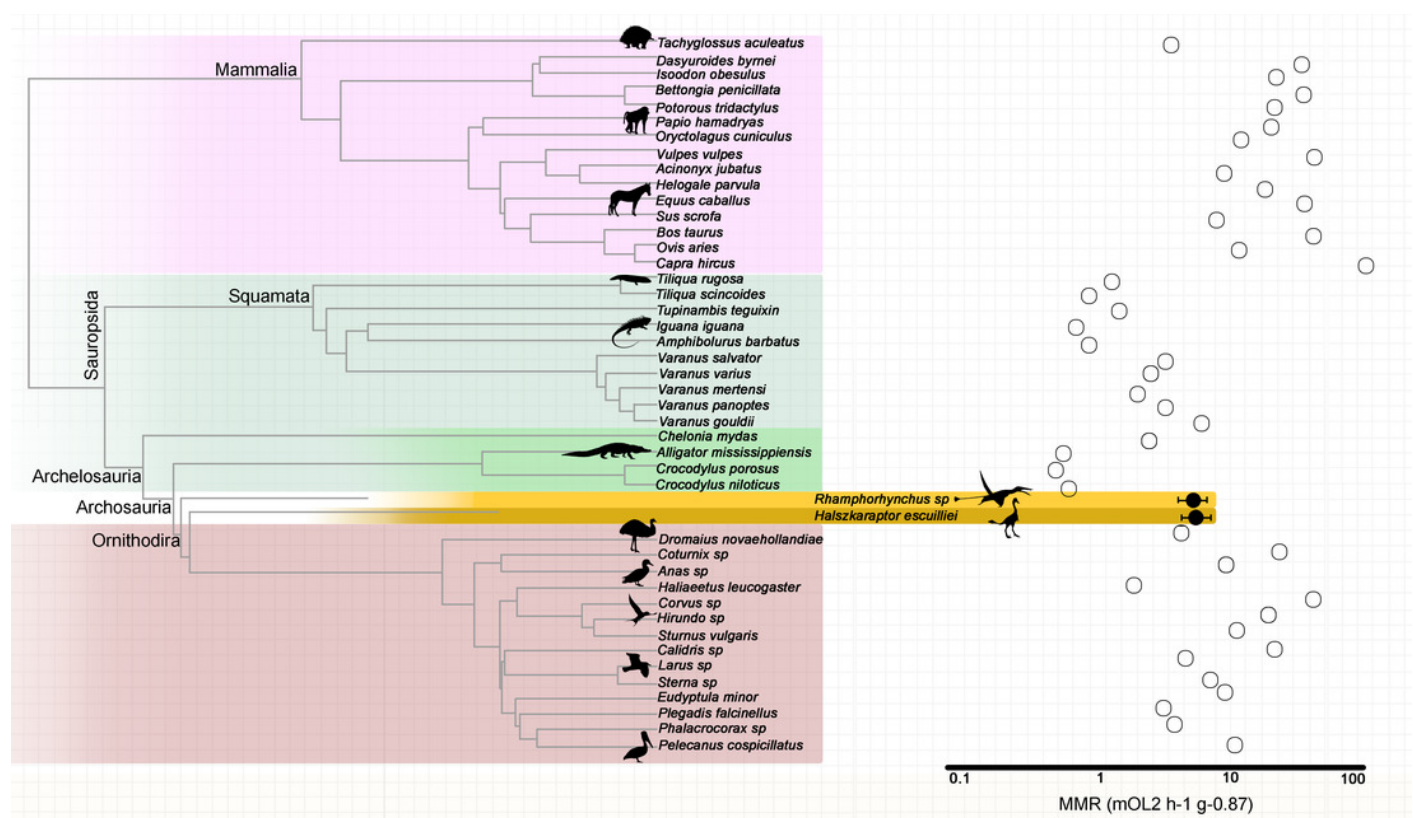 Mammalia
Tachyglossus aculeatus
Dasyuroides byrnei
Isoodon obesulus
Bettongia penicillata
Potorous tridactylus
Papio hamadryas
Oryctolagus cuniculus
Vulpes vulpes
Acinonyx jubatus
Helogale parvula
Equus caballus
Sus scrofa
Bos taurus
Ovis aries
Capra hircus
Sauropsida
Squamata
Tiliqua rugosa
Tiliqua scincoides
Tupinambis teguixin
Iguana iguana
Amphibolurus barbatus
Varanus salvator
Varanus varius
Varanus mertensi
Varanus panoptes
Varanus gouldii
Archelosauria
Chelonia mydas
Alligator mississippiensis
Crocodylus porosus
Crocodylus niloticus
Archosauria
Rhamphorhynchus sp
Halszkaraptor escuilliei
Ornithodira
Dromaius novaehollandiae
Coturnix sp
Anas sp
Haliaeetus leucogaster
Corvus sp
Hirundo sp
Sturnus vulgaris
Calidris sp
Larus sp
Sterna sp
Eudyptula minor
Plegadis falcinellus
Phalacrocorax sp
Pelecanus cospicillatus
0.1 1 10 100
MMR (mOL2 h-1 g-0.87)